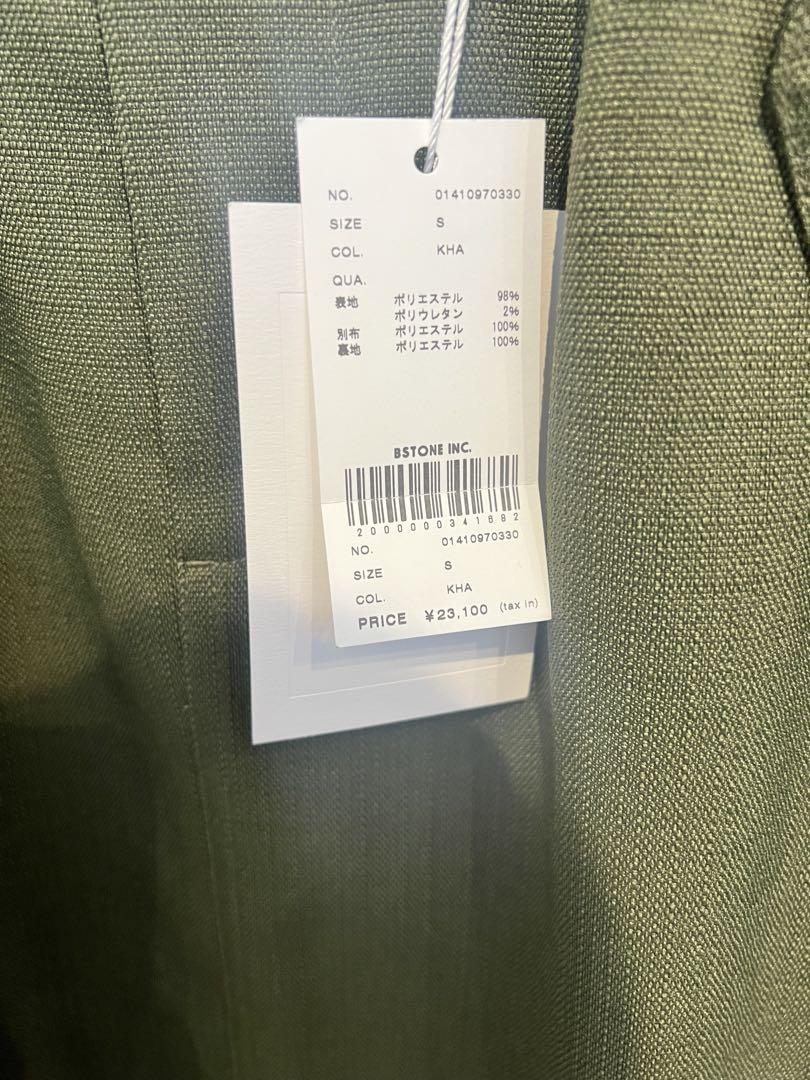 NO. 01410970330
SIZE S
COL. KHA
QUA.
表地 ポリエステル 98%
ポリウレタン 2%
別布 ポリエステル 100%
裏地 ポリエステル 100%
BSTONE INC.
2000000341682
NO. 01410970330
SIZE S
COL. KHA
PRICE ¥23,100 (tax in)